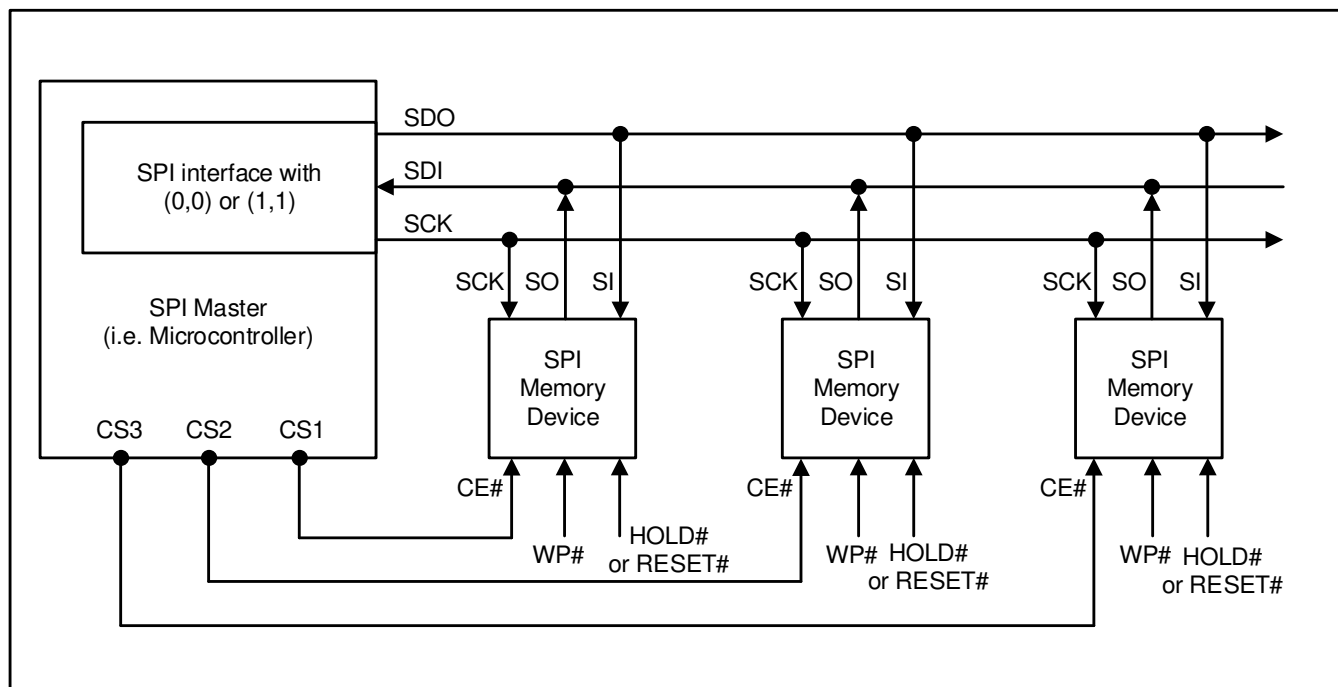 SDO
SPI interface with
(0,0) or (1,1)
SDI
SCK
SPI Master
(i.e. Microcontroller)
SCK SO SI
SCK SO SI
SCK SO SI
SPI
Memory
Device
SPI
Memory
Device
SPI
Memory
Device
CS3 CS2 CS1
CE#
WP#
HOLD#
or RESET#
CE#
WP#
HOLD#
or RESET#
CE#
WP#
HOLD#
or RESET#